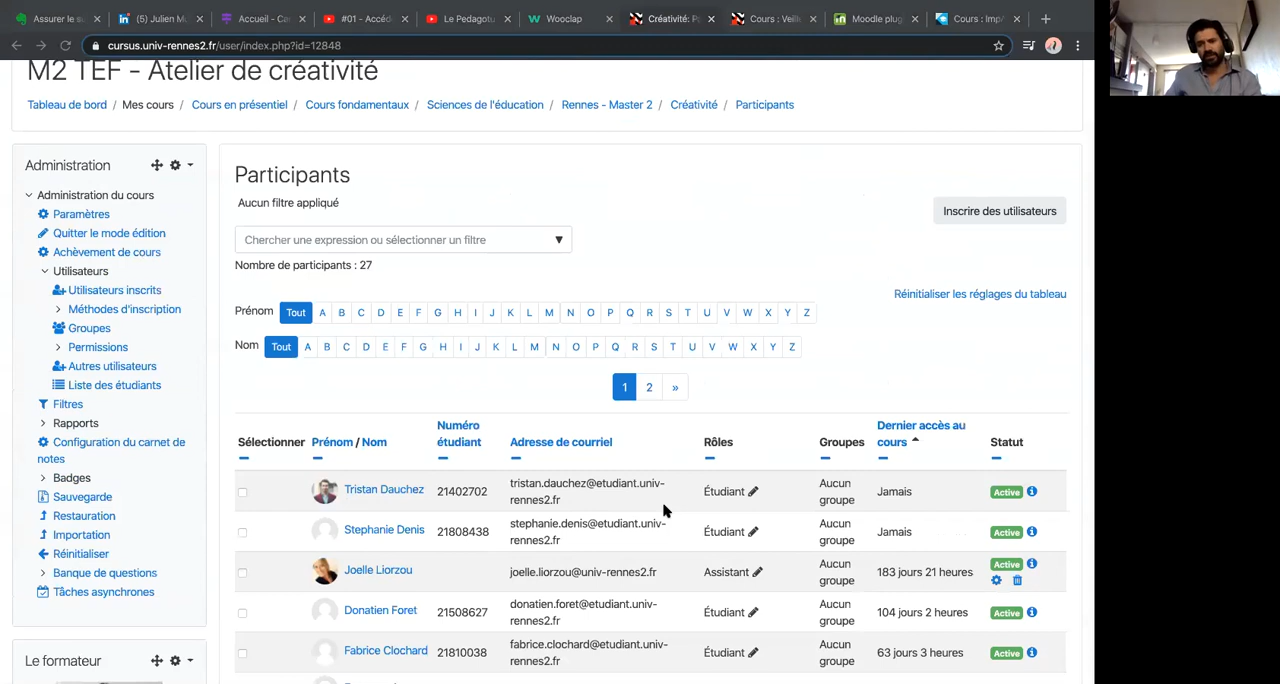 Assurer le su
(5) Julien Mu
Accueil - Ca
#01 - Accéd
Le Pedagotu
Wooclap
Créativité: Pa
Cours : Veille
Moodle plug
Cours : Imp/
cursus.univ-rennes2.fr/user/index.php?id=12848
M2 TEF - Atelier de créativité
Tableau de bord / Mes cours / Cours en présentiel / Cours fondamentaux / Sciences de l'éducation / Rennes - Master 2 / Créativité / Participants
Administration
Administration du cours
Paramètres
Quitter le mode édition
Achèvement de cours
Utilisateurs
Utilisateurs inscrits
Méthodes d'inscription
Groupes
Permissions
Autres utilisateurs
Liste des étudiants
Filtres
Rapports
Configuration du carnet de
notes
Badges
Sauvegarde
Restauration
Importation
Réinitialiser
Banque de questions
Tâches asynchrones
Le formateur
Participants
Aucun filtre appliqué
Inscrire des utilisateurs
Chercher une expression ou sélectionner un filtre
Nombre de participants : 27
Réinitialiser les réglages du tableau
Prénom Tout A B C D E F G H I J K L M N O P Q R S T U V W X Y Z
Nom Tout A B C D E F G H I J K L M N O P Q R S T U V W X Y Z
1 2 »
Numéro Dernier accès au
Sélectionner Prénom / Nom étudiant Adresse de courriel Rôles Groupes cours Statut
tristan.dauchez@etudiant.univ- Aucun
Tristan Dauchez 21402702 Étudiant Jamais Active
rennes2.fr groupe
stephanie.denis@etudiant.univ- Aucun
Stephanie Denis 21808438 Étudiant Jamais Active
rennes2.fr groupe
Aucun Active
Joelle Liorzou joelle.liorzou@univ-rennes2.fr Assistant 183 jours 21 heures
groupe
donatien.foret@etudiant.univ- Aucun
Donatien Foret 21508627 Étudiant 104 jours 2 heures Active
rennes2.fr groupe
fabrice.clochard@etudiant.univ- Aucun
Fabrice Clochard 21810038 Étudiant 63 jours 3 heures Active
rennes2.fr groupe